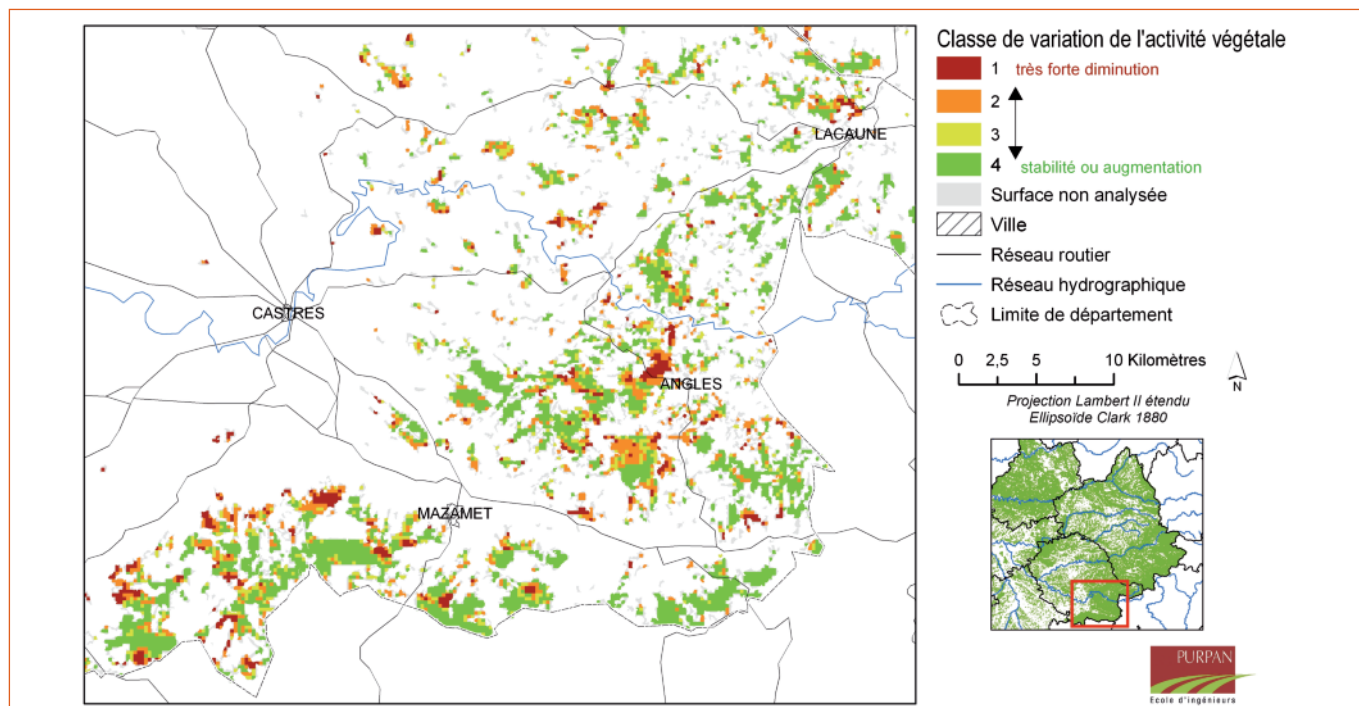 Classe de variation de l'activité végétale
1 très forte diminution
2
3
4 stabilité ou augmentation
Surface non analysée
Ville
Réseau routier
Réseau hydrographique
Limite de département
0 2,5 5 10 Kilomètres
N
Projection Lambert II étendu
Ellipsoïde Clark 1880
LACAUNE
CASTRES
ANGLES
MAZAMET
PURPAN
Ecole d'ingénieurs